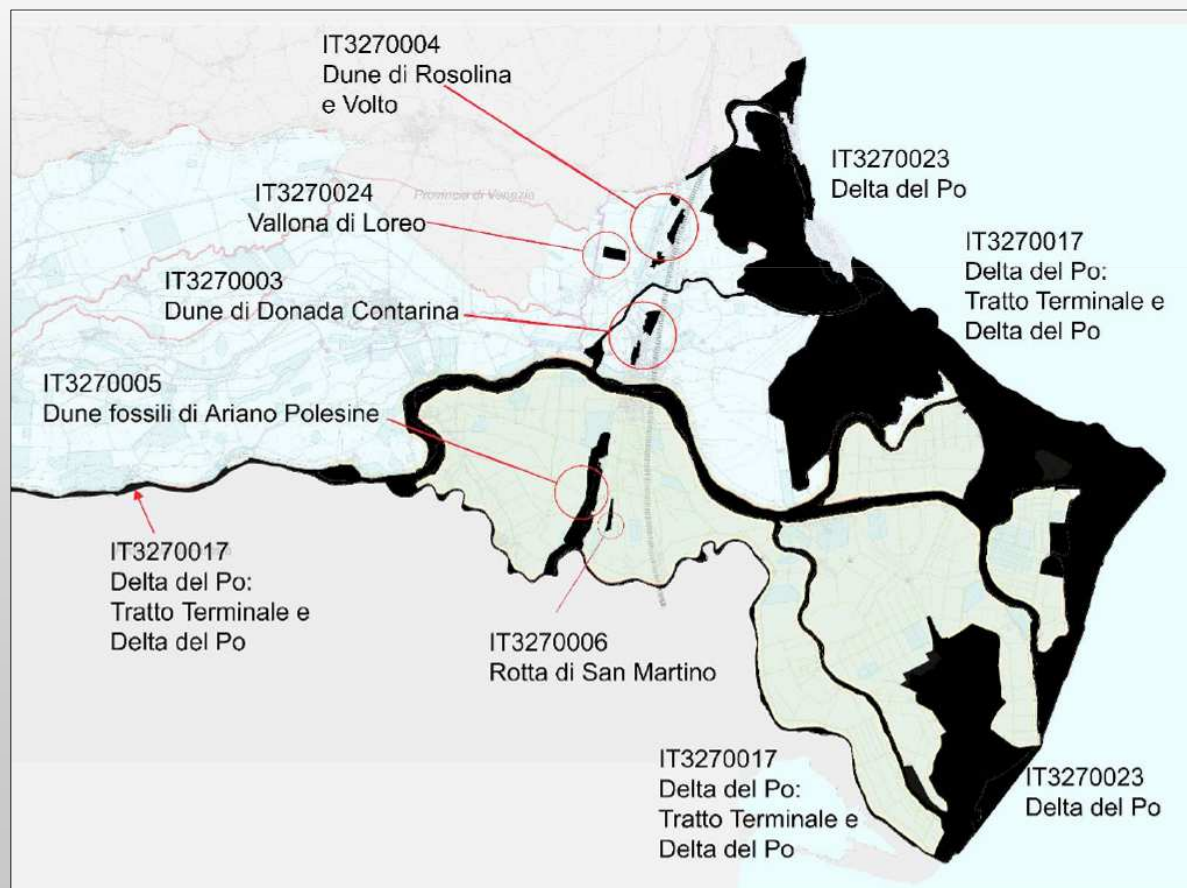 IT3270004
Dune di Rosolina
e Volto
IT3270023
Delta del Po
IT3270024
Vallona di Loreo
Provincia di Venezia
IT3270017
Delta del Po:
Tratto Terminale e
Delta del Po
IT3270003
Dune di Donada Contarina
IT3270005
Dune fossili di Ariano Polesine
IT3270017
Delta del Po:
Tratto Terminale e
Delta del Po
IT3270006
Rotta di San Martino
IT3270017
Delta del Po:
Tratto Terminale e
Delta del Po
IT3270023
Delta del Po